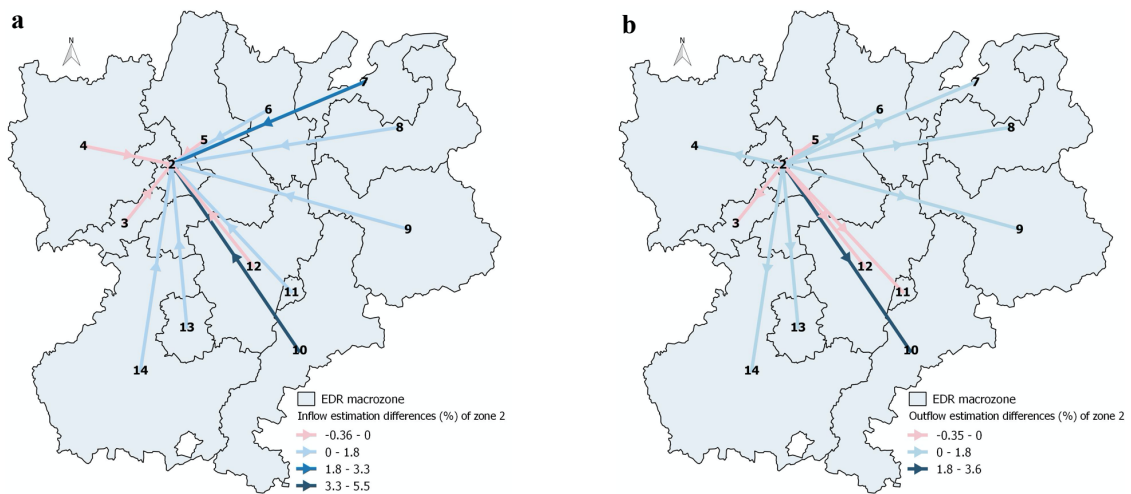 a
N
7
6
8
5
4
2
3
9
12
11
13
10
14
EDR macrozone
Inflow estimation differences (%) of zone 2
-0.36 - 0
0 - 1.8
1.8 - 3.3
3.3 - 5.5
b
N
7
6
8
5
4
2
3
9
12
11
13
10
14
EDR macrozone
Outflow estimation differences (%) of zone 2
-0.35 - 0
0 - 1.8
1.8 - 3.6